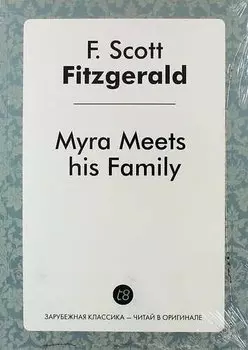 F. Scott
Fitzgerald
Myra Meets
his Family
t8
ЗАРУБЕЖНАЯ КЛАССИКА — ЧИТАЙ В ОРИГИНАЛЕ